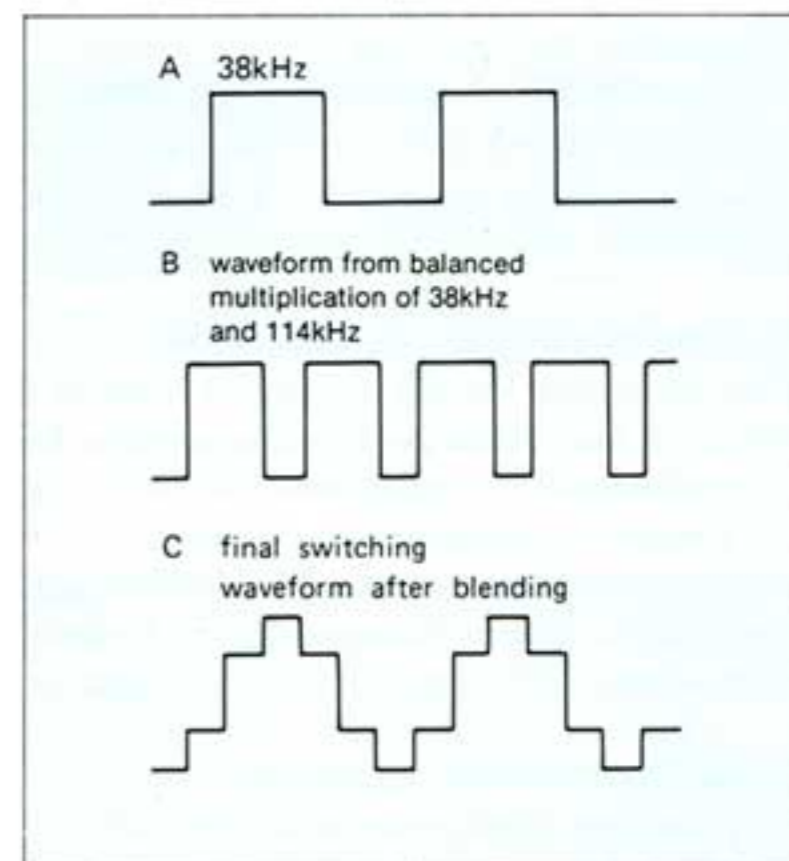 A 38kHz
B waveform from balanced
multiplication of 38kHz
and 114kHz
C final switching
waveform after blending